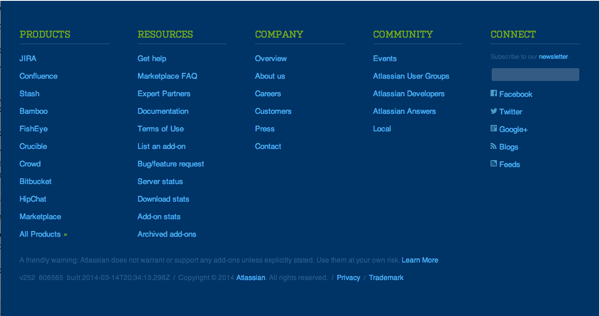 PRODUCTS
JIRA
Confluence
Stash
Bamboo
FishEye
Crucible
Crowd
Bitbucket
HipChat
Marketplace
All Products »
RESOURCES
Get help
Marketplace FAQ
Expert Partners
Documentation
Terms of Use
List an add-on
Bug/feature request
Server status
Download stats
Add-on stats
Archived add-ons
COMPANY
Overview
About us
Careers
Customers
Press
Contact
COMMUNITY
Events
Atlassian User Groups
Atlassian Developers
Atlassian Answers
Local
CONNECT
Subscribe to our newsletter
Facebook
Twitter
Google+
Blogs
Feeds
A friendly warning: Atlassian does not warrant or support any add-ons unless explicitly stated. Use them at your own risk. Learn More
v252 806565 built:2014-03-14T20:34:13.298Z / Copyright © 2014 Atlassian. All rights reserved. / Privacy / Trademark